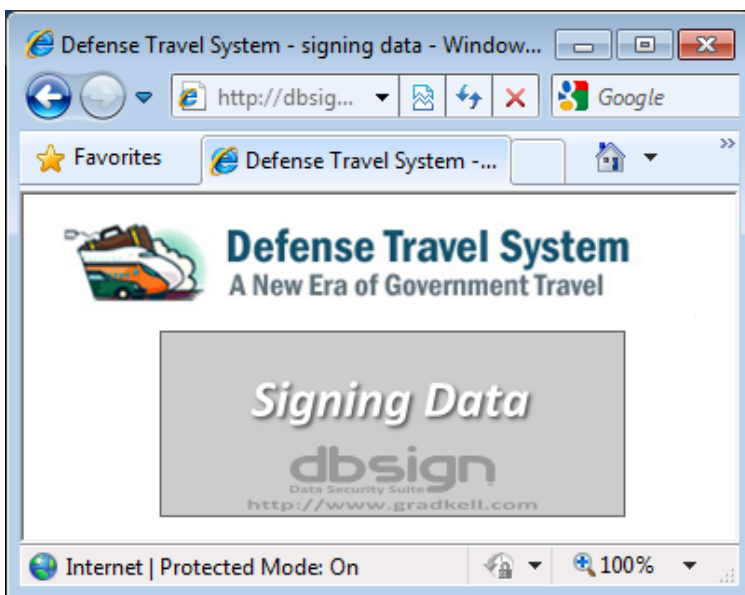 Defense Travel System - signing data - Window...
http://dbsig...
Google
Favorites
Defense Travel System -...
Defense Travel System
A New Era of Government Travel
Signing Data
dbsign
Data Security Suite
http://www.gradkell.com
Internet | Protected Mode: On
100%